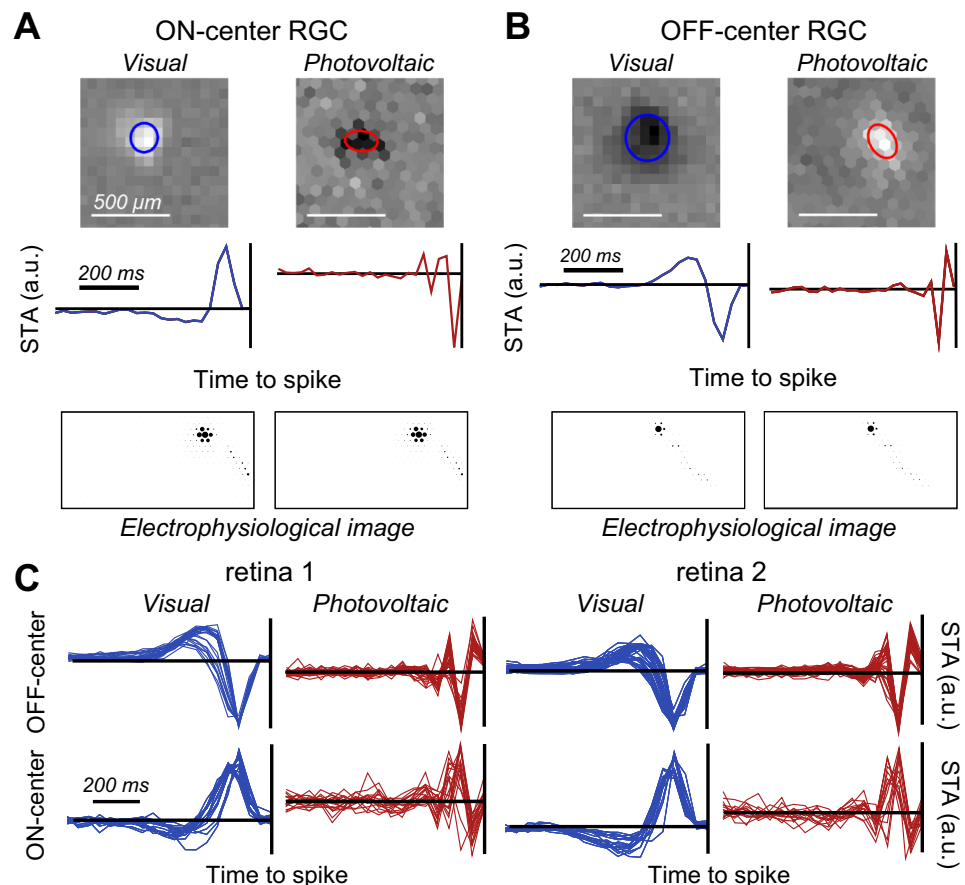 A
ON-center RGC
Visual
Photovoltaic
500 µm
STA (a.u.)
200 ms
Time to spike
Electrophysiological image
B
OFF-center RGC
Visual
Photovoltaic
STA (a.u.)
200 ms
Time to spike
Electrophysiological image
C
retina 1
retina 2
Visual
Photovoltaic
Visual
Photovoltaic
OFF-center
STA (a.u.)
ON-center
200 ms
STA (a.u.)
Time to spike
Time to spike